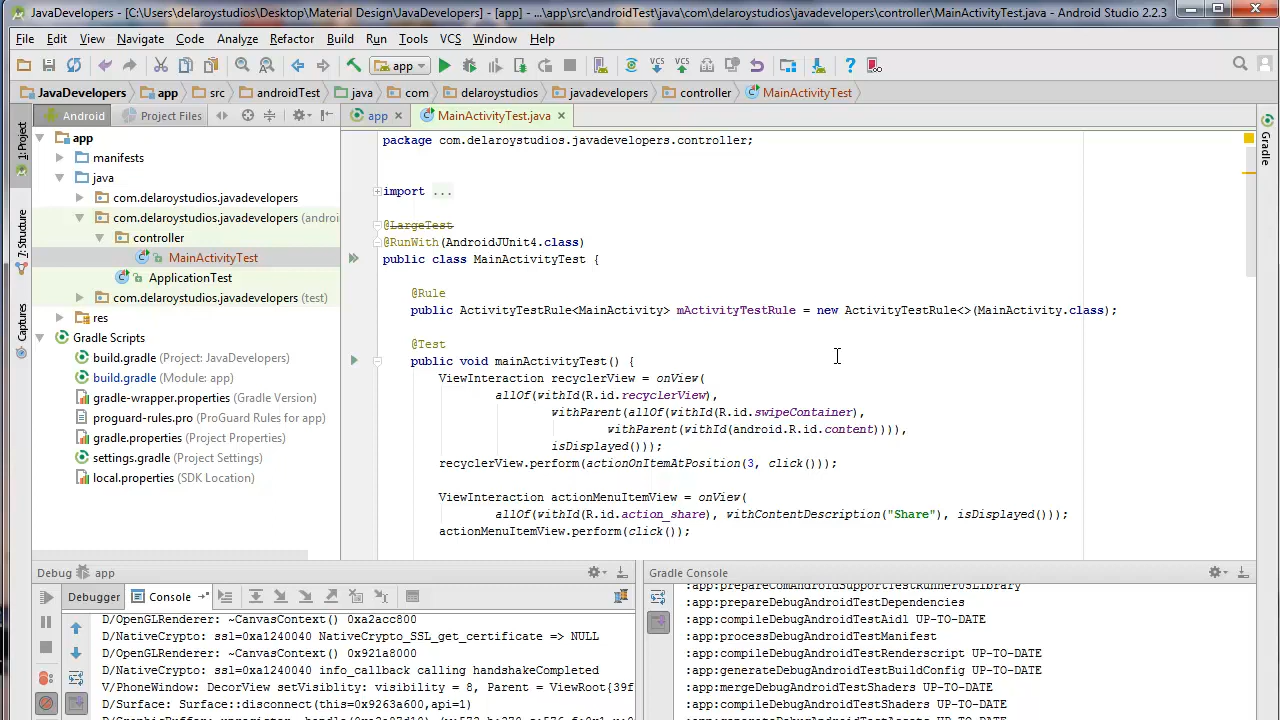 JavaDevelopers - [C:\Users\delaroystudios\Desktop\Material Design\JavaDevelopers] - [app] - ...\app\src\androidTest\java\com\delaroystudios\javadevelopers\controller\MainActivityTest.java - Android Studio 2.2.3
File Edit View Navigate Code Analyze Refactor Build Run Tools VCS Window Help
app VCS VCS
JavaDevelopers app src androidTest java com delaroystudios javadevelopers controller MainActivityTest
Android Project Files app MainActivityTest.java
1: Project
7: Structure
Captures
Gradle
app
manifests
java
com.delaroystudios.javadevelopers
com.delaroystudios.javadevelopers (androi
controller
MainActivityTest
ApplicationTest
com.delaroystudios.javadevelopers (test)
res
Gradle Scripts
build.gradle (Project: JavaDevelopers)
build.gradle (Module: app)
gradle-wrapper.properties (Gradle Version)
proguard-rules.pro (ProGuard Rules for app)
gradle.properties (Project Properties)
settings.gradle (Project Settings)
local.properties (SDK Location)
package com.delaroystudios.javadevelopers.controller;
import ...
@LargeTest
@RunWith(AndroidJUnit4.class)
public class MainActivityTest {
@Rule
public ActivityTestRule<MainActivity> mActivityTestRule = new ActivityTestRule<>(MainActivity.class);
@Test
public void mainActivityTest() {
ViewInteraction recyclerView = onView(
allOf(withId(R.id.recyclerView),
withParent(allOf(withId(R.id.swipeContainer),
withParent(withId(android.R.id.content)))),
isDisplayed()));
recyclerView.perform(actionOnItemAtPosition(3, click()));
ViewInteraction actionMenuItemView = onView(
allOf(withId(R.id.action_share), withContentDescription("Share"), isDisplayed()));
actionMenuItemView.perform(click());
Debug app
Debugger Console
D/OpenGLRenderer: ~CanvasContext() 0xa2acc800
D/NativeCrypto: ssl=0xa1240040 NativeCrypto_SSL_get_certificate => NULL
D/OpenGLRenderer: ~CanvasContext() 0x921a8000
D/NativeCrypto: ssl=0xa1240040 info_callback calling handshakeCompleted
V/PhoneWindow: DecorView setVisiblity: visibility = 8, Parent = ViewRoot{39f
D/Surface: Surface::disconnect(this=0x9263a600,api=1)
Gradle Console
:app:prepareComAndroidSupportTestRunner05Library
:app:prepareDebugAndroidTestDependencies
:app:compileDebugAndroidTestAidl UP-TO-DATE
:app:processDebugAndroidTestManifest
:app:compileDebugAndroidTestRenderscript UP-TO-DATE
:app:generateDebugAndroidTestBuildConfig UP-TO-DATE
:app:mergeDebugAndroidTestShaders UP-TO-DATE
:app:compileDebugAndroidTestShaders UP-TO-DATE